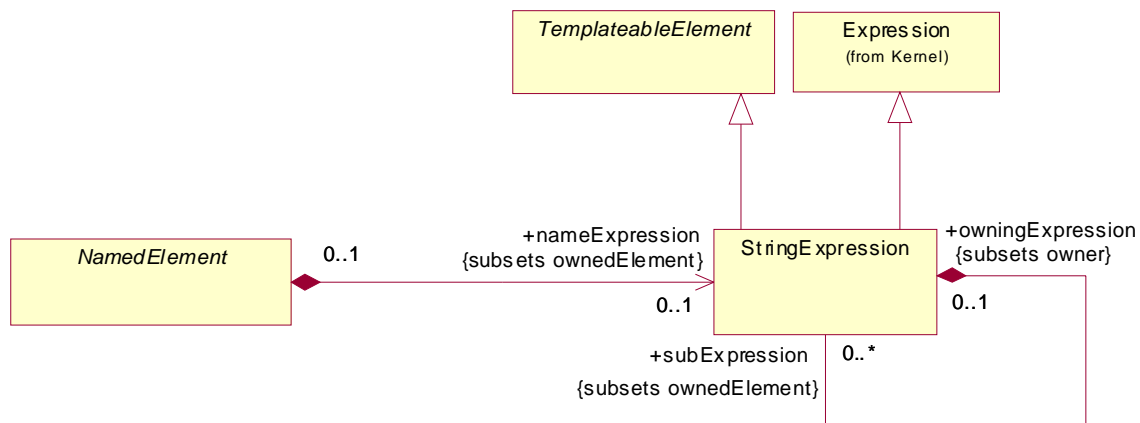 TemplateableElement
Expression
(from Kernel)
NamedElement
0..1
+nameExpression
{subsets ownedElement}
0..1
StringExpression
+owningExpression
{subsets owner}
0..1
+subExpression
0..*
{subsets ownedElement}